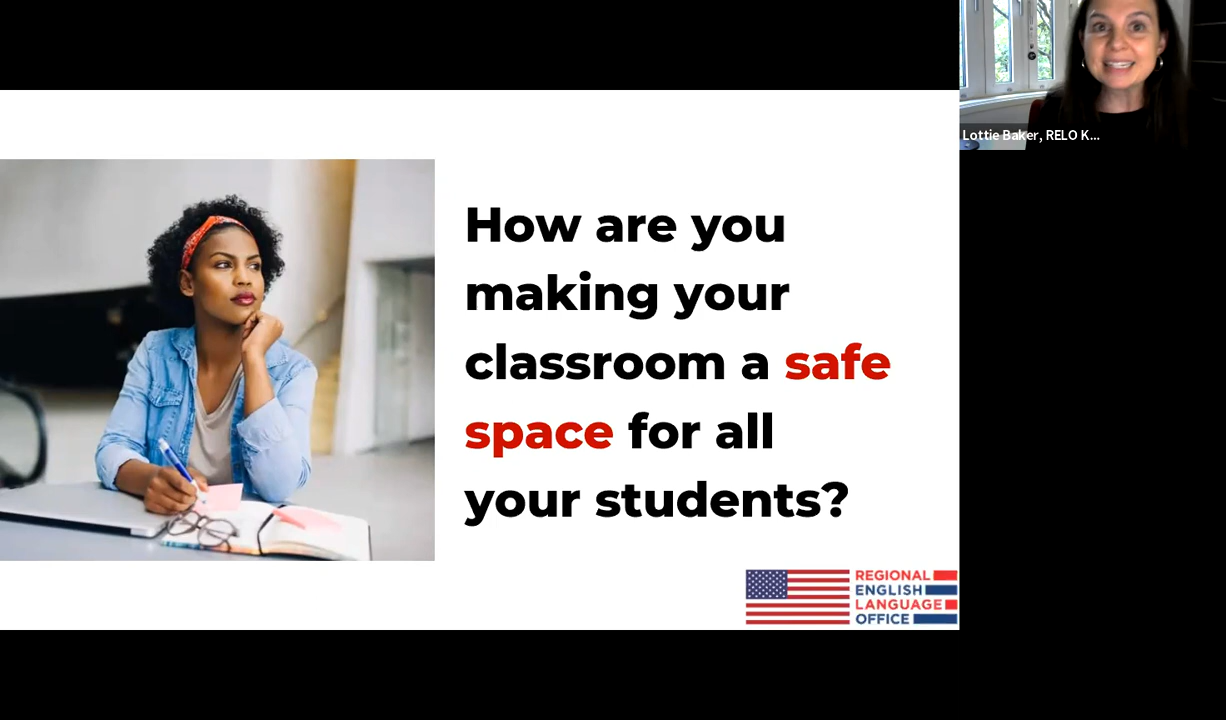 How are you
making your
classroom a safe
space for all
your students?
REGIONAL
ENGLISH
LANGUAGE
OFFICE
Lottie Baker, RELO K...